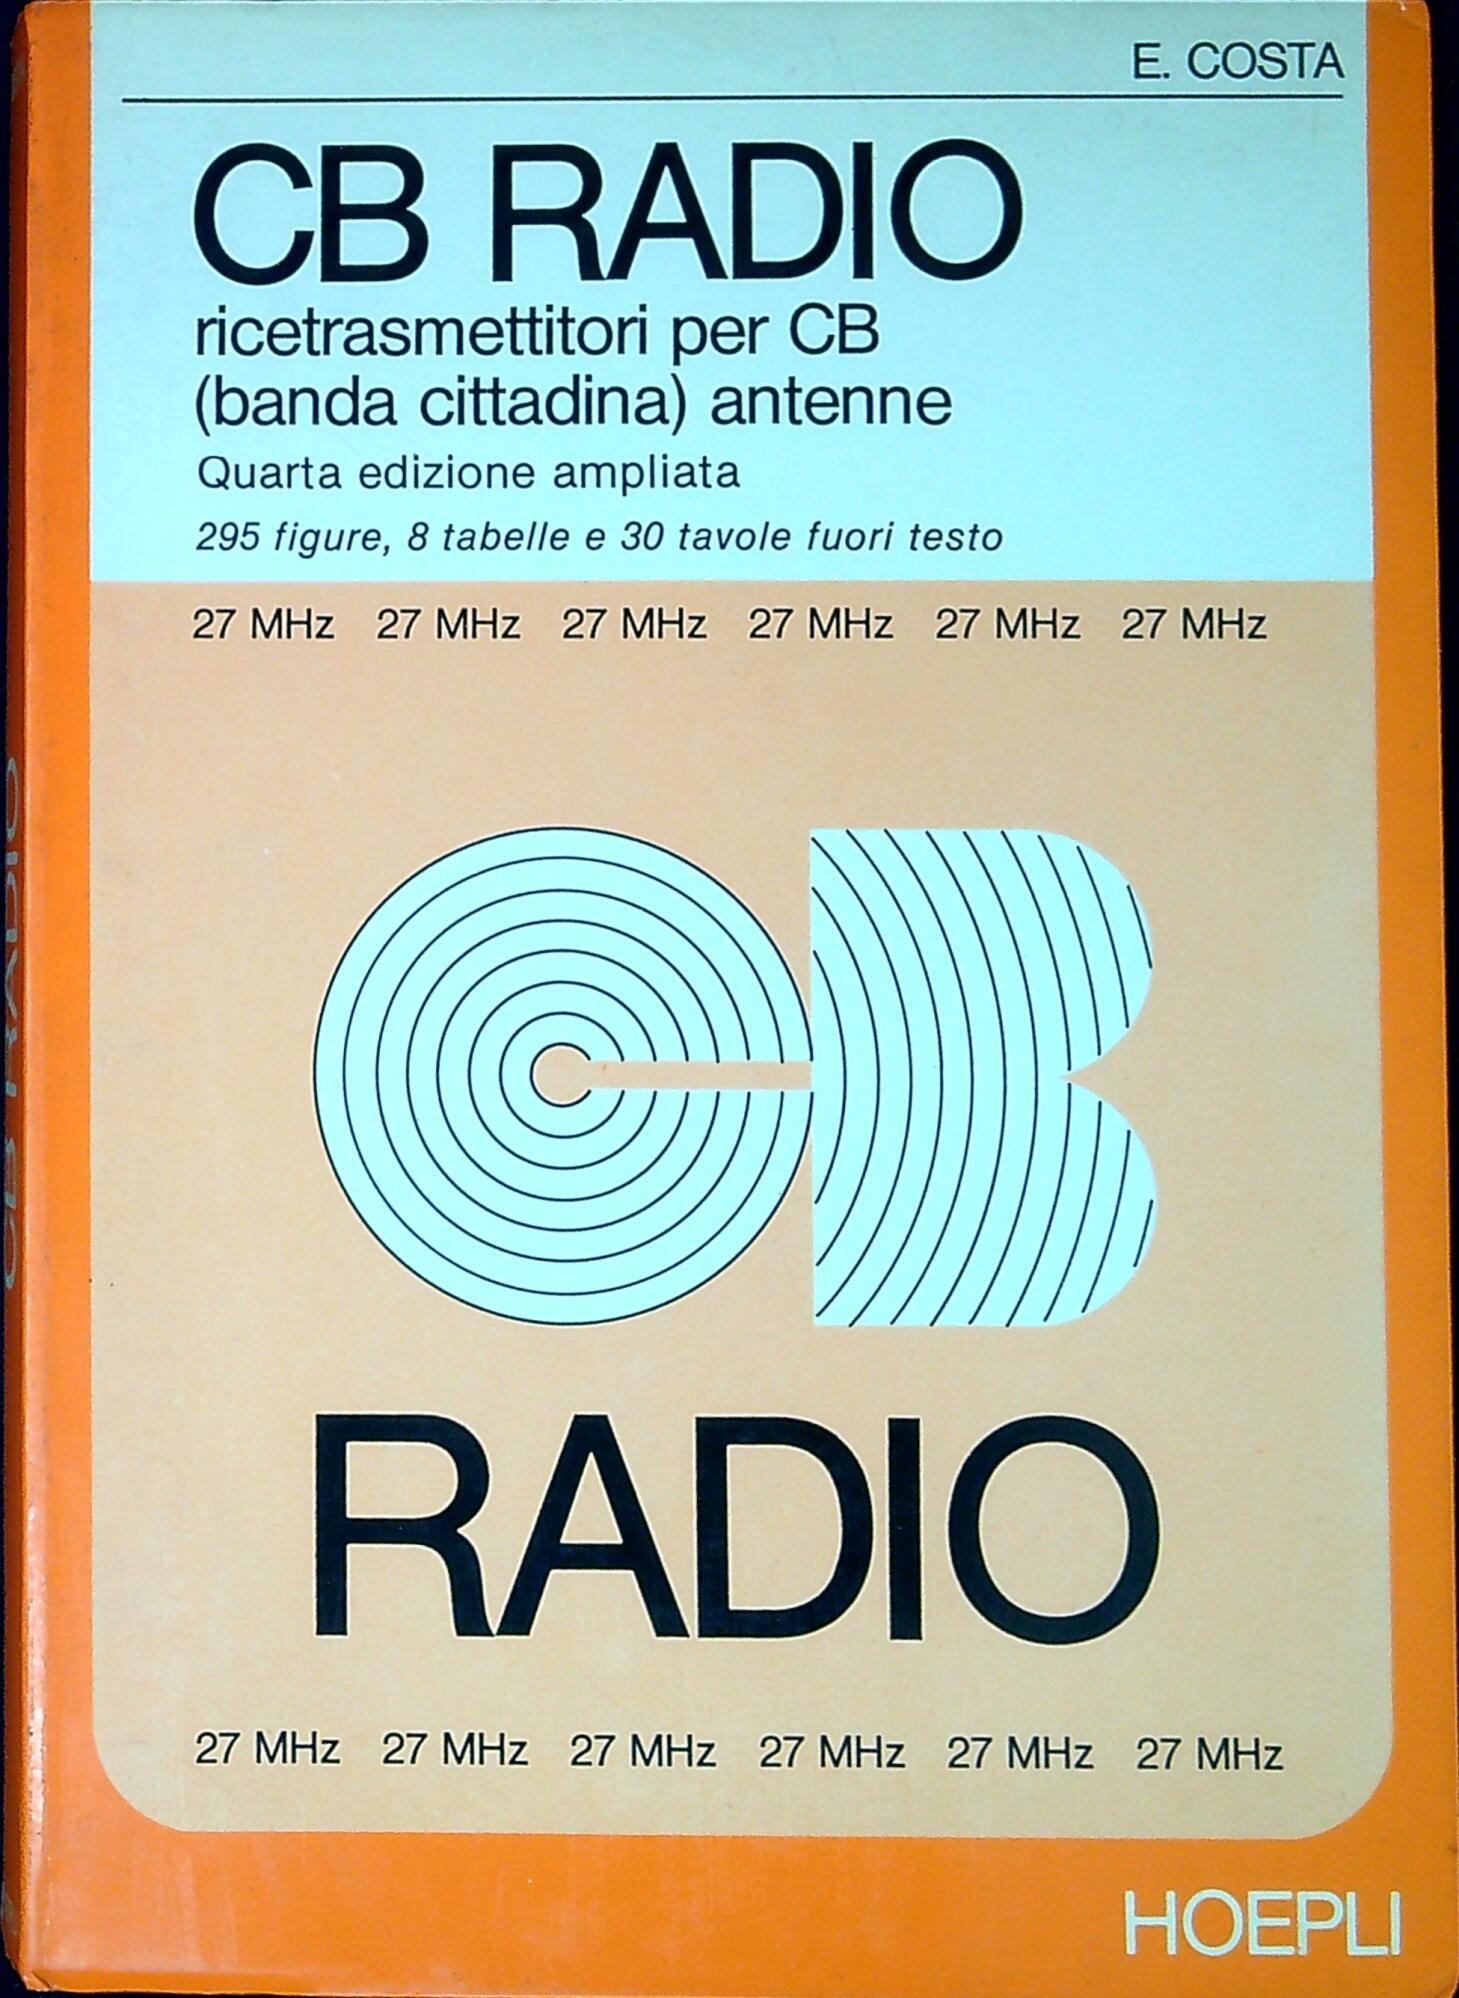 E. COSTA
CB RADIO
ricetrasmettitori per CB
(banda cittadina) antenne
Quarta edizione ampliata
295 figure, 8 tabelle e 30 tavole fuori testo
27 MHz 27 MHz 27 MHz 27 MHz 27 MHz 27 MHz
CB
RADIO
27 MHz 27 MHz 27 MHz 27 MHz 27 MHz 27 MHz
HOEPLI
CB RADIO